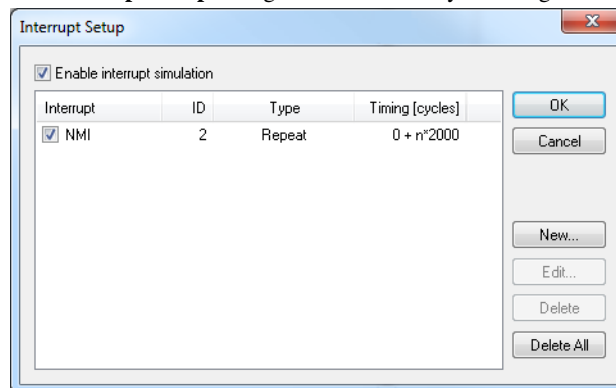 Interrupt Setup
Enable interrupt simulation
Interrupt ID Type Timing [cycles]
NMI 2 Repeat 0 + n*2000
OK
Cancel
New...
Edit...
Delete
Delete All